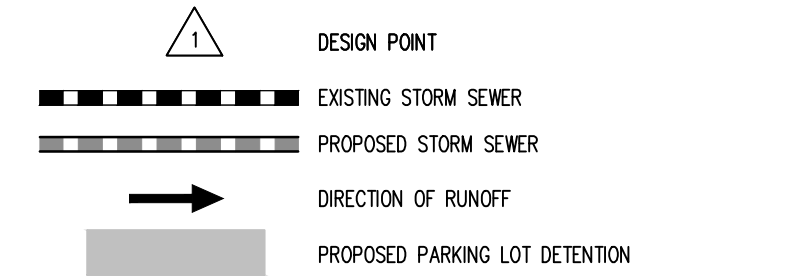 1 DESIGN POINT
EXISTING STORM SEWER
PROPOSED STORM SEWER
DIRECTION OF RUNOFF
PROPOSED PARKING LOT DETENTION